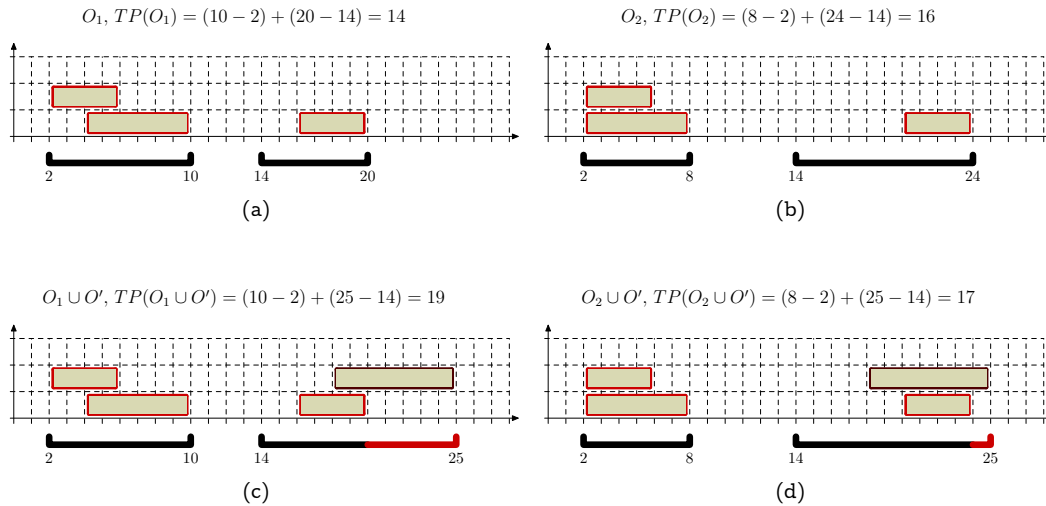 O₁, TP(O₁) = (10 − 2) + (20 − 14) = 14
2 10 14 20
(a)
O₂, TP(O₂) = (8 − 2) + (24 − 14) = 16
2 8 14 24
(b)
O₁ ∪ O′, TP(O₁ ∪ O′) = (10 − 2) + (25 − 14) = 19
2 10 14 25
(c)
O₂ ∪ O′, TP(O₂ ∪ O′) = (8 − 2) + (25 − 14) = 17
2 8 14 25
(d)